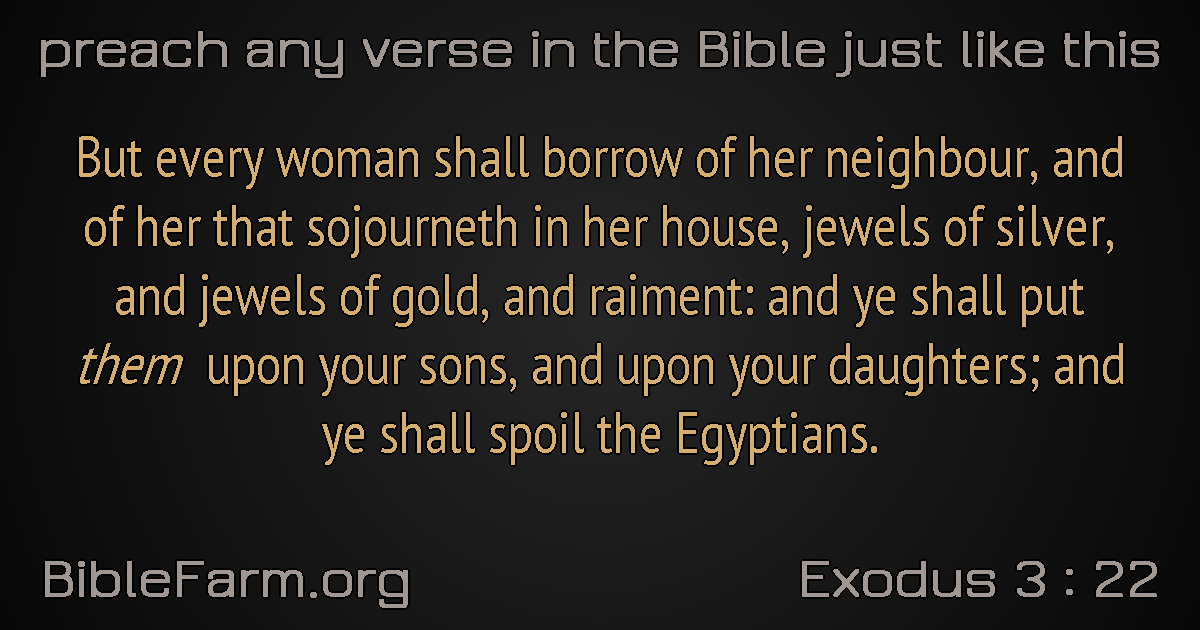 preach any verse in the Bible just like this
But every woman shall borrow of her neighbour, and
of her that sojourneth in her house, jewels of silver,
and jewels of gold, and raiment: and ye shall put
them upon your sons, and upon your daughters; and
ye shall spoil the Egyptians.
BibleFarm.org
Exodus 3 : 22